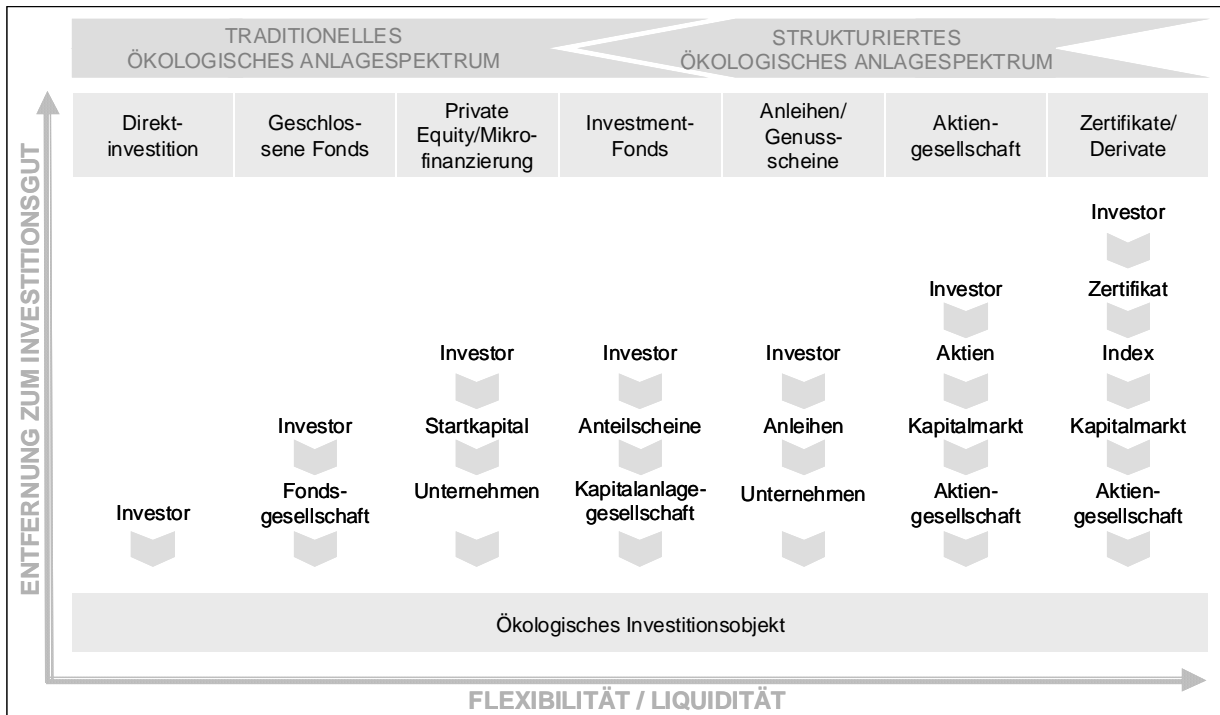 TRADITIONELLES
ÖKOLOGISCHES ANLAGESPEKTRUM
STRUKTURIERTES
ÖKOLOGISCHES ANLAGESPEKTRUM
ENTFERNUNG ZUM INVESTITIONSGUT
Direkt-
investition
Geschlos-
sene Fonds
Private
Equity/Mikro-
finanzierung
Investment-
Fonds
Anleihen/
Genuss-
scheine
Aktien-
gesellschaft
Zertifikate/
Derivate
Investor
Investor
Fonds-
gesellschaft
Investor
Startkapital
Unternehmen
Investor
Anteilscheine
Kapitalanlage-
gesellschaft
Investor
Anleihen
Unternehmen
Investor
Aktien
Kapitalmarkt
Aktien-
gesellschaft
Investor
Zertifikat
Index
Kapitalmarkt
Aktien-
gesellschaft
Ökologisches Investitionsobjekt
FLEXIBILITÄT / LIQUIDITÄT